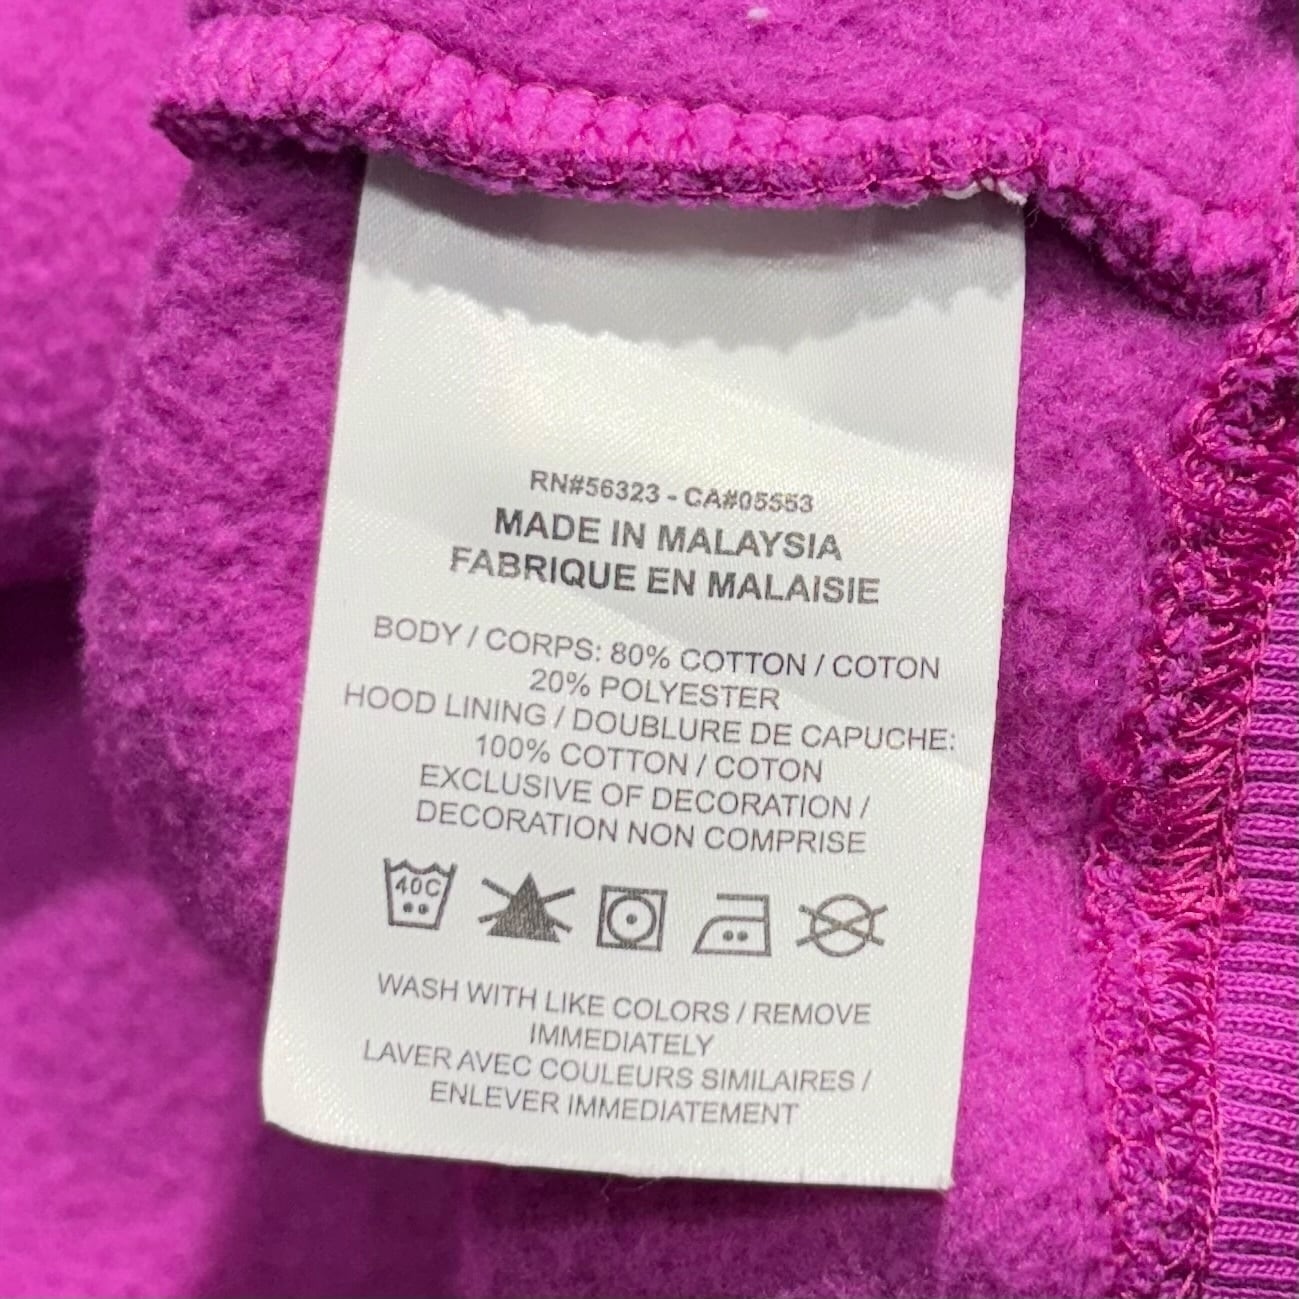 RN#56323 - CA#05553
MADE IN MALAYSIA
FABRIQUE EN MALAISIE
BODY / CORPS: 80% COTTON / COTON
20% POLYESTER
HOOD LINING / DOUBLURE DE CAPUCHE:
100% COTTON / COTON
EXCLUSIVE OF DECORATION /
DECORATION NON COMPRISE
40C
WASH WITH LIKE COLORS / REMOVE
IMMEDIATELY
LAVER AVEC COULEURS SIMILAIRES /
ENLEVER IMMEDIATEMENT